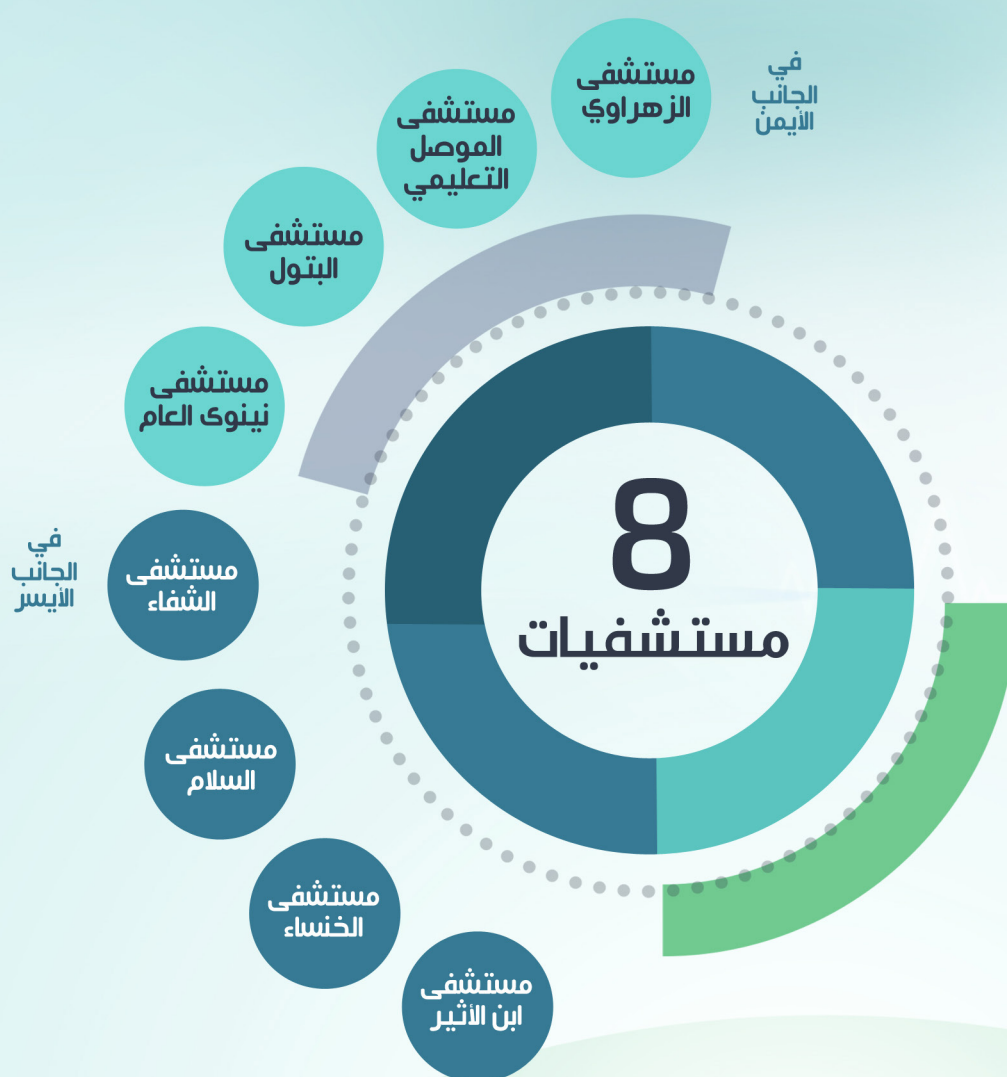 في
الجانب
الأيمن
مستشفى
الزهراوي
مستشفى
الموصل
التعليمي
مستشفى
البتول
مستشفى
نينوى العام
في
الجانب
الأيسر
مستشفى
الشفاء
مستشفى
السلام
مستشفى
الخنساء
مستشفى
ابن الأثير
8
مستشفيات